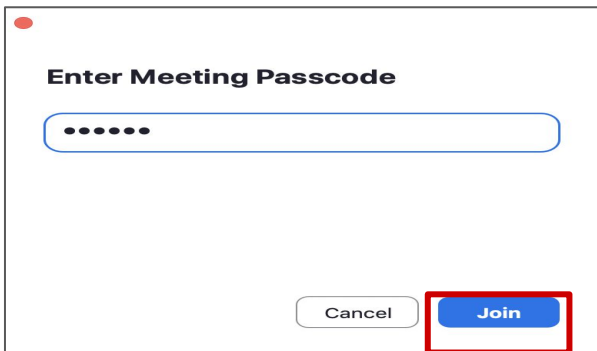 Enter Meeting Passcode
••••••
Cancel Join